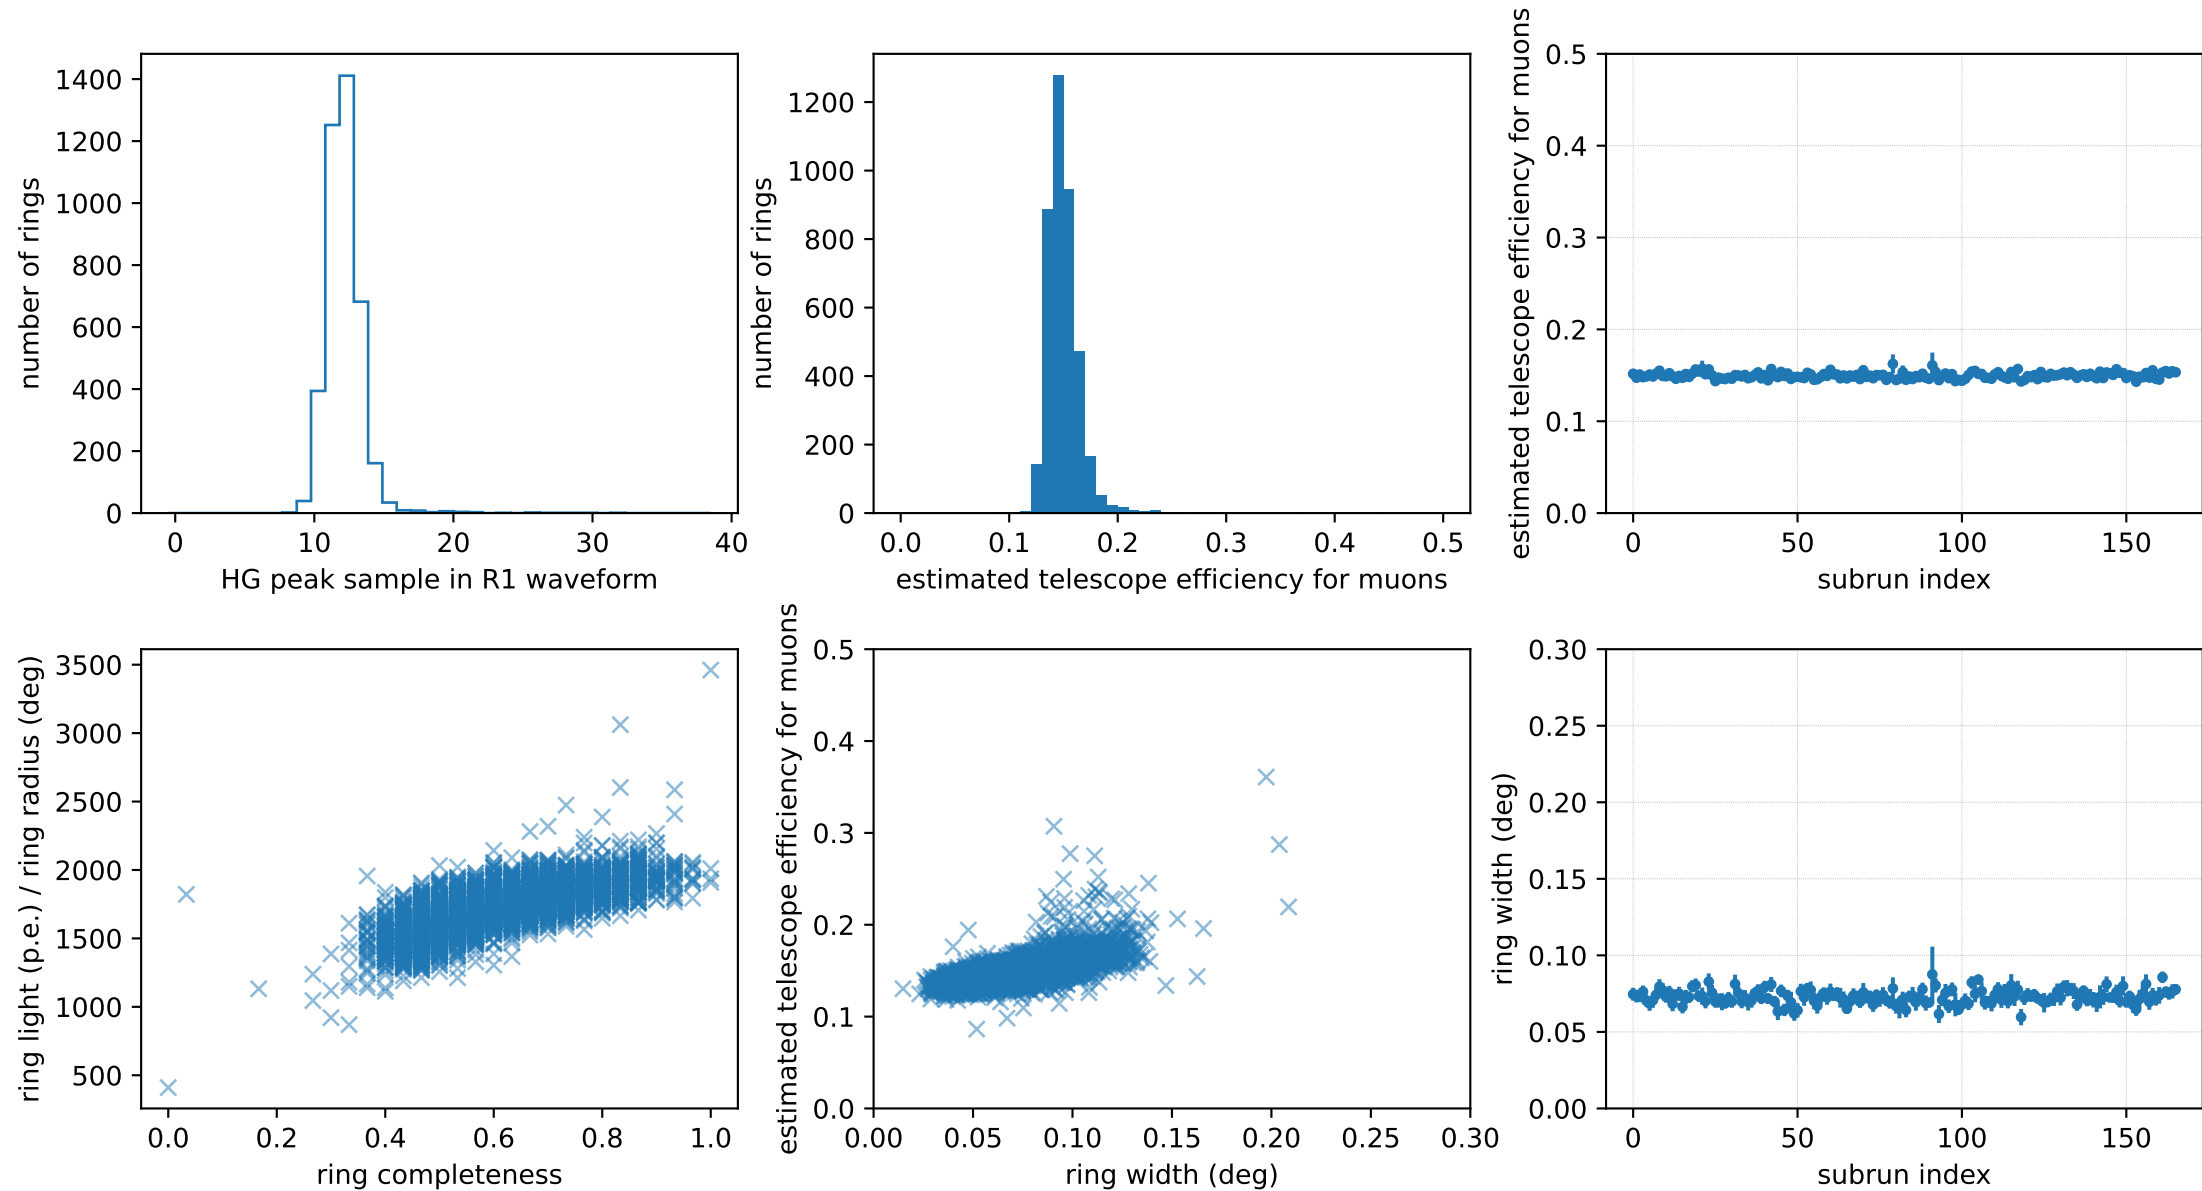 number of rings
1400
1200
1000
800
600
400
200
0
0 10 20 30 40
HG peak sample in R1 waveform
number of rings
1200
1000
800
600
400
200
0
0.0 0.1 0.2 0.3 0.4 0.5
estimated telescope efficiency for muons
estimated telescope efficiency for muons
0.5
0.4
0.3
0.2
0.1
0.0
0 50 100 150
subrun index
ring light (p.e.) / ring radius (deg)
3500
3000
2500
2000
1500
1000
500
0.0 0.2 0.4 0.6 0.8 1.0
ring completeness
estimated telescope efficiency for muons
0.5
0.4
0.3
0.2
0.1
0.0
0.00 0.05 0.10 0.15 0.20 0.25 0.30
ring width (deg)
ring width (deg)
0.30
0.25
0.20
0.15
0.10
0.05
0.00
0 50 100 150
subrun index